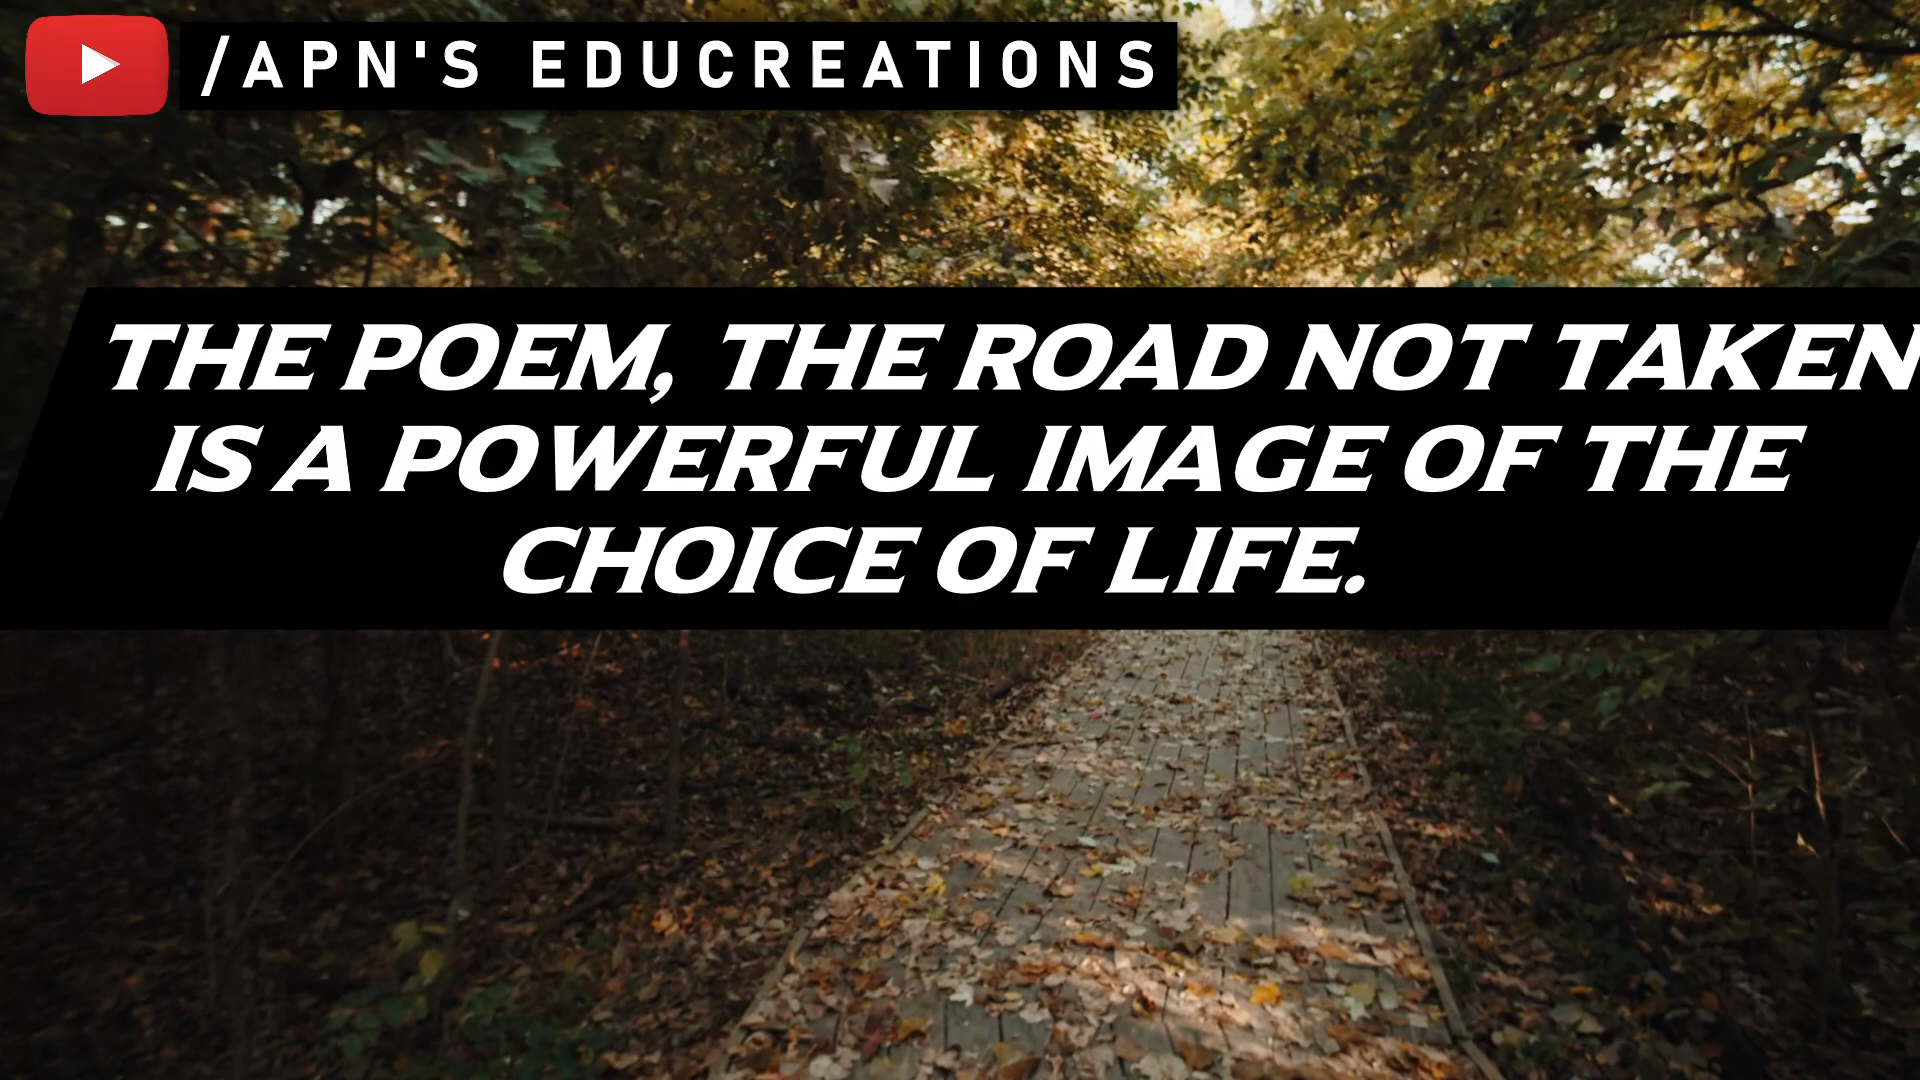 /APN'S EDUCREATIONS
THE POEM, THE ROAD NOT TAKEN
IS A POWERFUL IMAGE OF THE
CHOICE OF LIFE.